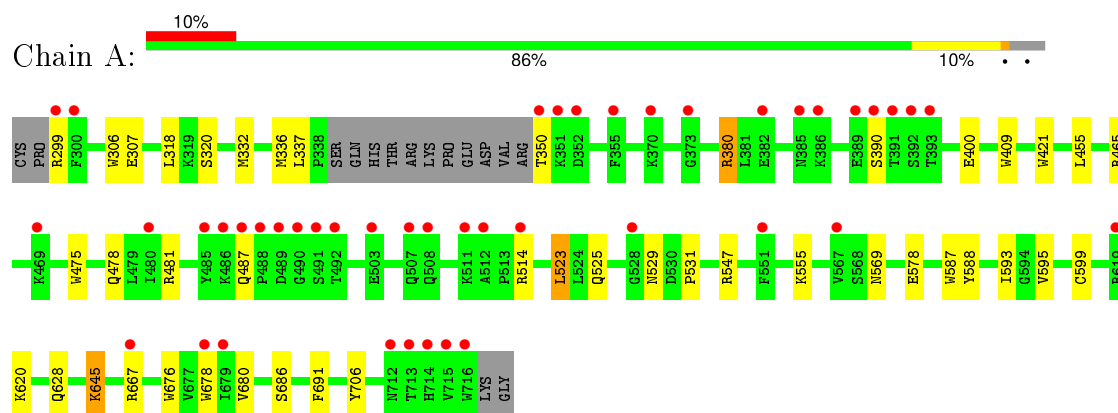 10%
Chain A:
86%
10%
CYS PRO R299 F300 W306 E307 L318 K319 S320 M332 M336 L337 P338 SER GLN HIS THR ARG LYS PRO GLU ASP VAL ARG T350 K351 D352 F355 K370 G373 R380 L381 E382 N385 K386 E389 S390 T391 S392 T393 E400 W409 W421 L455
K469 W475 Q478 L479 I480 R481 Y485 K486 Q487 P488 D489 G490 S491 T492 E503 Q507 Q508 K511 A512 P513 R514 L523 L524 Q525 G528 N529 D530 P531 R547 F551 K555 V567 S568 N569 E578 W587 Y588 I593 G594 V595 C599
K620 Q628 K645 R667 W676 V677 W678 I679 V680 S686 F691 Y706 N712 T713 H714 V715 W716 LYS GLY